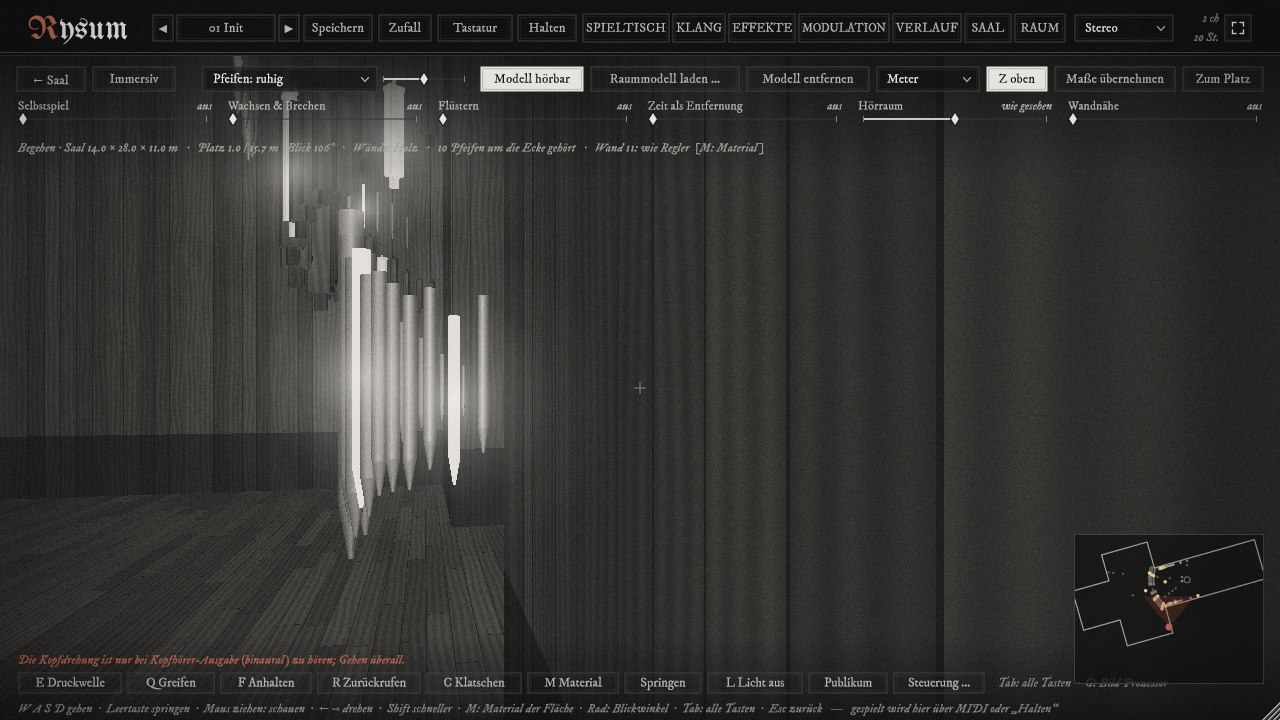 Rysum
◀ 01 Init ▶ Speichern Zufall Tastatur Halten SPIELTISCH KLANG EFFEKTE MODULATION VERLAUF SAAL RAUM Stereo
2 ch
20 St.
← Saal Immersiv Pfeifen: ruhig Modell hörbar Raummodell laden ... Modell entfernen Meter Z oben Maße übernehmen Zum Platz
Selbstspiel aus Wachsen & Brechen aus Flüstern aus Zeit als Entfernung aus Hörraum wie gesehen Wandnähe aus
Begehen · Saal 14.0 × 28.0 × 11.0 m · Platz 1.0 / 15.7 m · Blick 106° · Wände: Holz · 10 Pfeifen um die Ecke gehört · Wand 11: wie Regler [M: Material]
Die Kopfdrehung ist nur bei Kopfhörer-Ausgabe (binaural) zu hören; Gehen überall.
E Druckwelle Q Greifen F Anhalten R Zurückrufen C Klatschen M Material Springen L Licht aus Publikum Steuerung ... Tab: alle Tasten — G: Bild-Prozessor
W A S D gehen · Leertaste springen · Maus ziehen: schauen · ←→ drehen · Shift schneller · M: Material der Fläche · Rad: Blickwinkel · Tab: alle Tasten · Esc zurück — gespielt wird hier über MIDI oder „Halten“